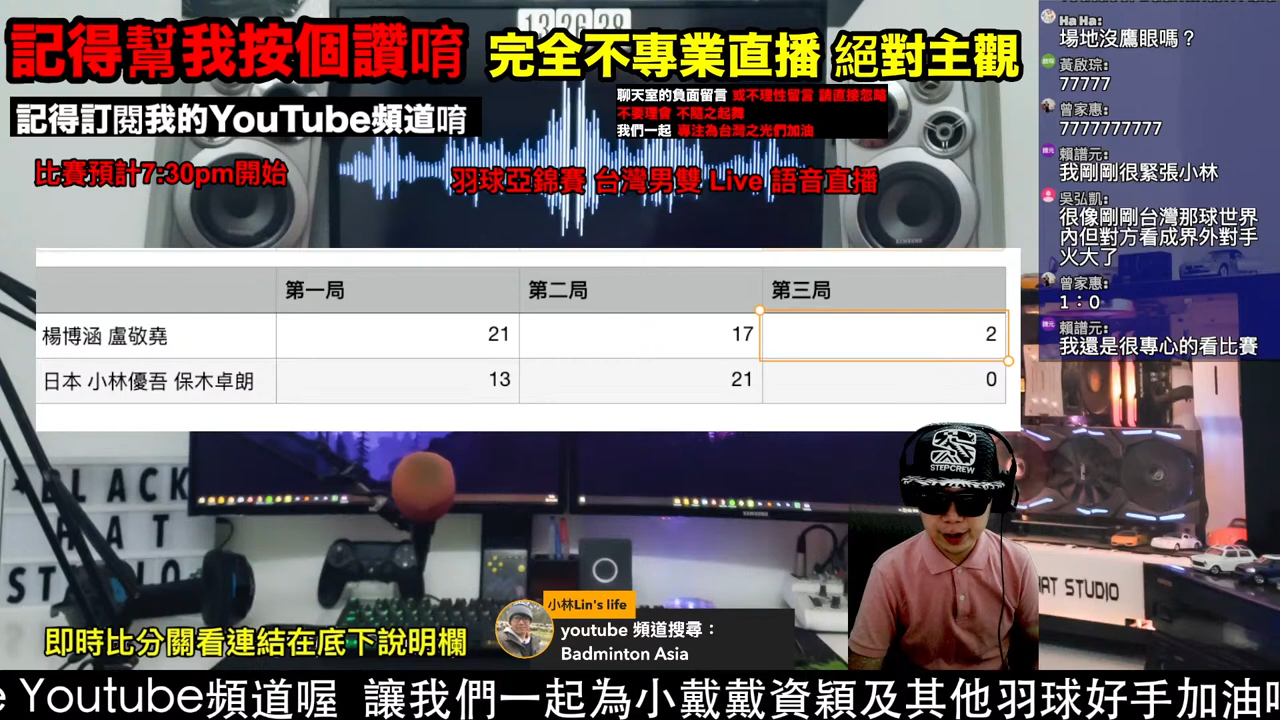 13 26 28
記得幫我按個讚唷
完全不專業直播 絕對主觀
記得訂閱我的YouTube頻道唷
聊天室的負面留言 或不理性留言 請直接忽略
不要理會 不隨之起舞
我們一起 專注為台灣之光們加油
比賽預計7:30pm開始
羽球亞錦賽 台灣男雙 Live 語音直播
Ha Ha:
場地沒鷹眼嗎？
黃啟琮:
77777
曾家惠:
7777777777
賴譜元:
我剛剛很緊張小林
吳弘凱:
很像剛剛台灣那球世界
內但對方看成界外對手
火大了
曾家惠:
1：0
賴譜元:
我還是很專心的看比賽
第一局 第二局 第三局
楊博涵 盧敬堯 21 17 2
日本 小林優吾 保木卓朗 13 21 0
BLACK
HAT
STUDIO
SAMSUNG
STEPCREW
HAT STUDIO
小林Lin's life
youtube 頻道搜尋：
Badminton Asia
即時比分關看連結在底下說明欄
e Youtube頻道喔 讓我們一起為小戴戴資穎及其他羽球好手加油吧